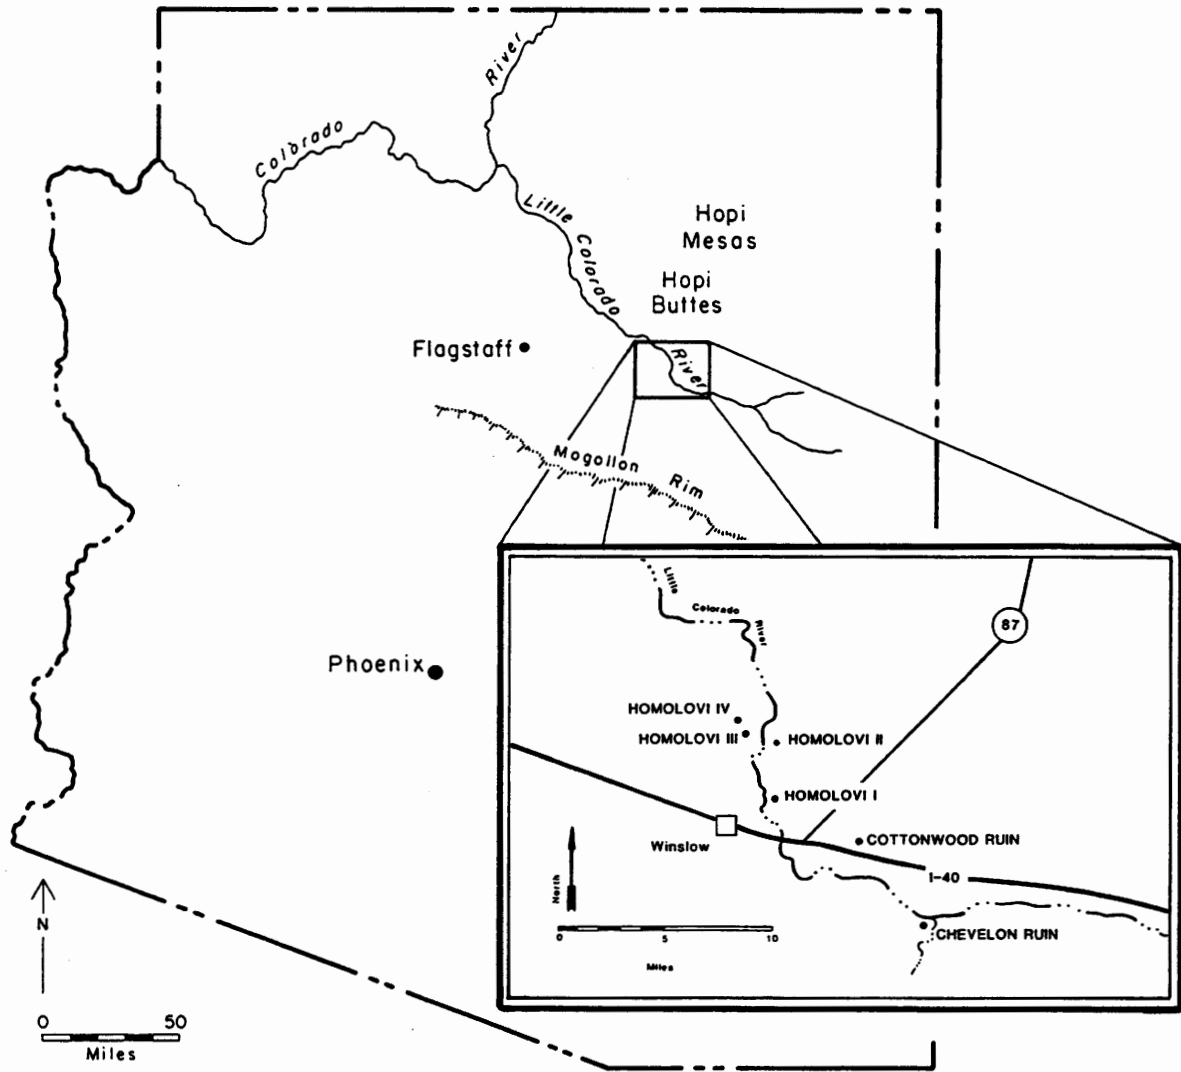 River
Colorado
Little Colorado
River
Hopi
Mesas
Hopi
Buttes
Flagstaff
Mogollon
Rim
Phoenix
Little
Colorado
River
87
HOMOLOVI IV
HOMOLOVI III
HOMOLOVI II
HOMOLOVI I
COTTONWOOD RUIN
Winslow
I-40
North
CHEVELON RUIN
0 5 10
Miles
N
0 50
Miles